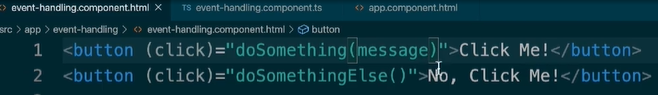 event-handling.component.html TS event-handling.component.ts app.component.html
src > app > event-handling > event-handling.component.html > button
1 <button (click)="doSomething(message)">Click Me!</button>
2 <button (click)="doSomethingElse()">No, Click Me!</button>